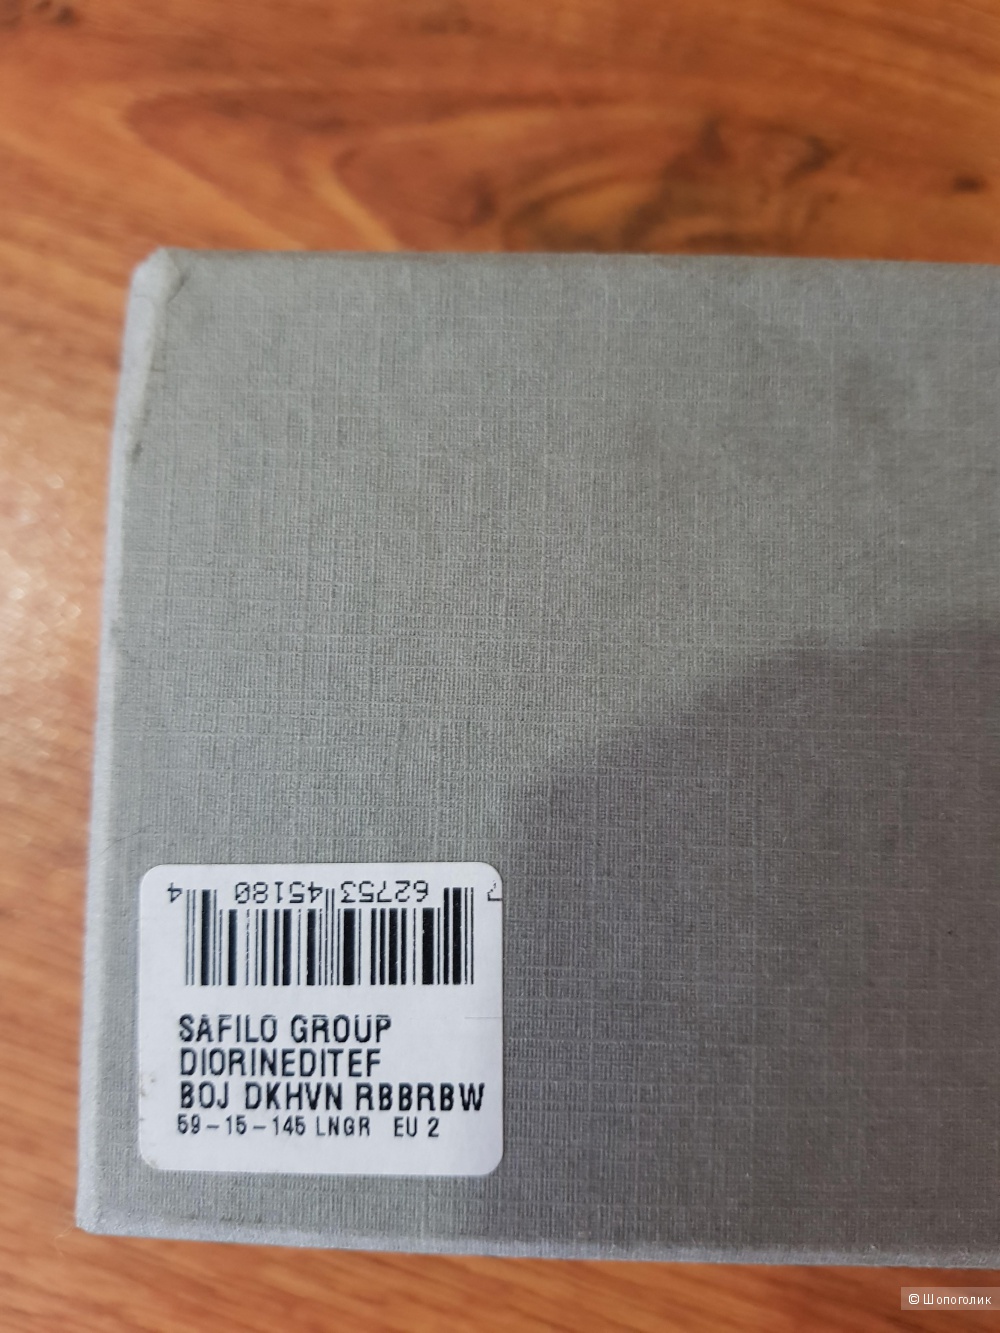 7 62753 45180 4
SAFILO GROUP
DIORINEDITEF
BOJ DKHVN RBBRBW
59-15-145 LNGR EU 2
© Шопоголик